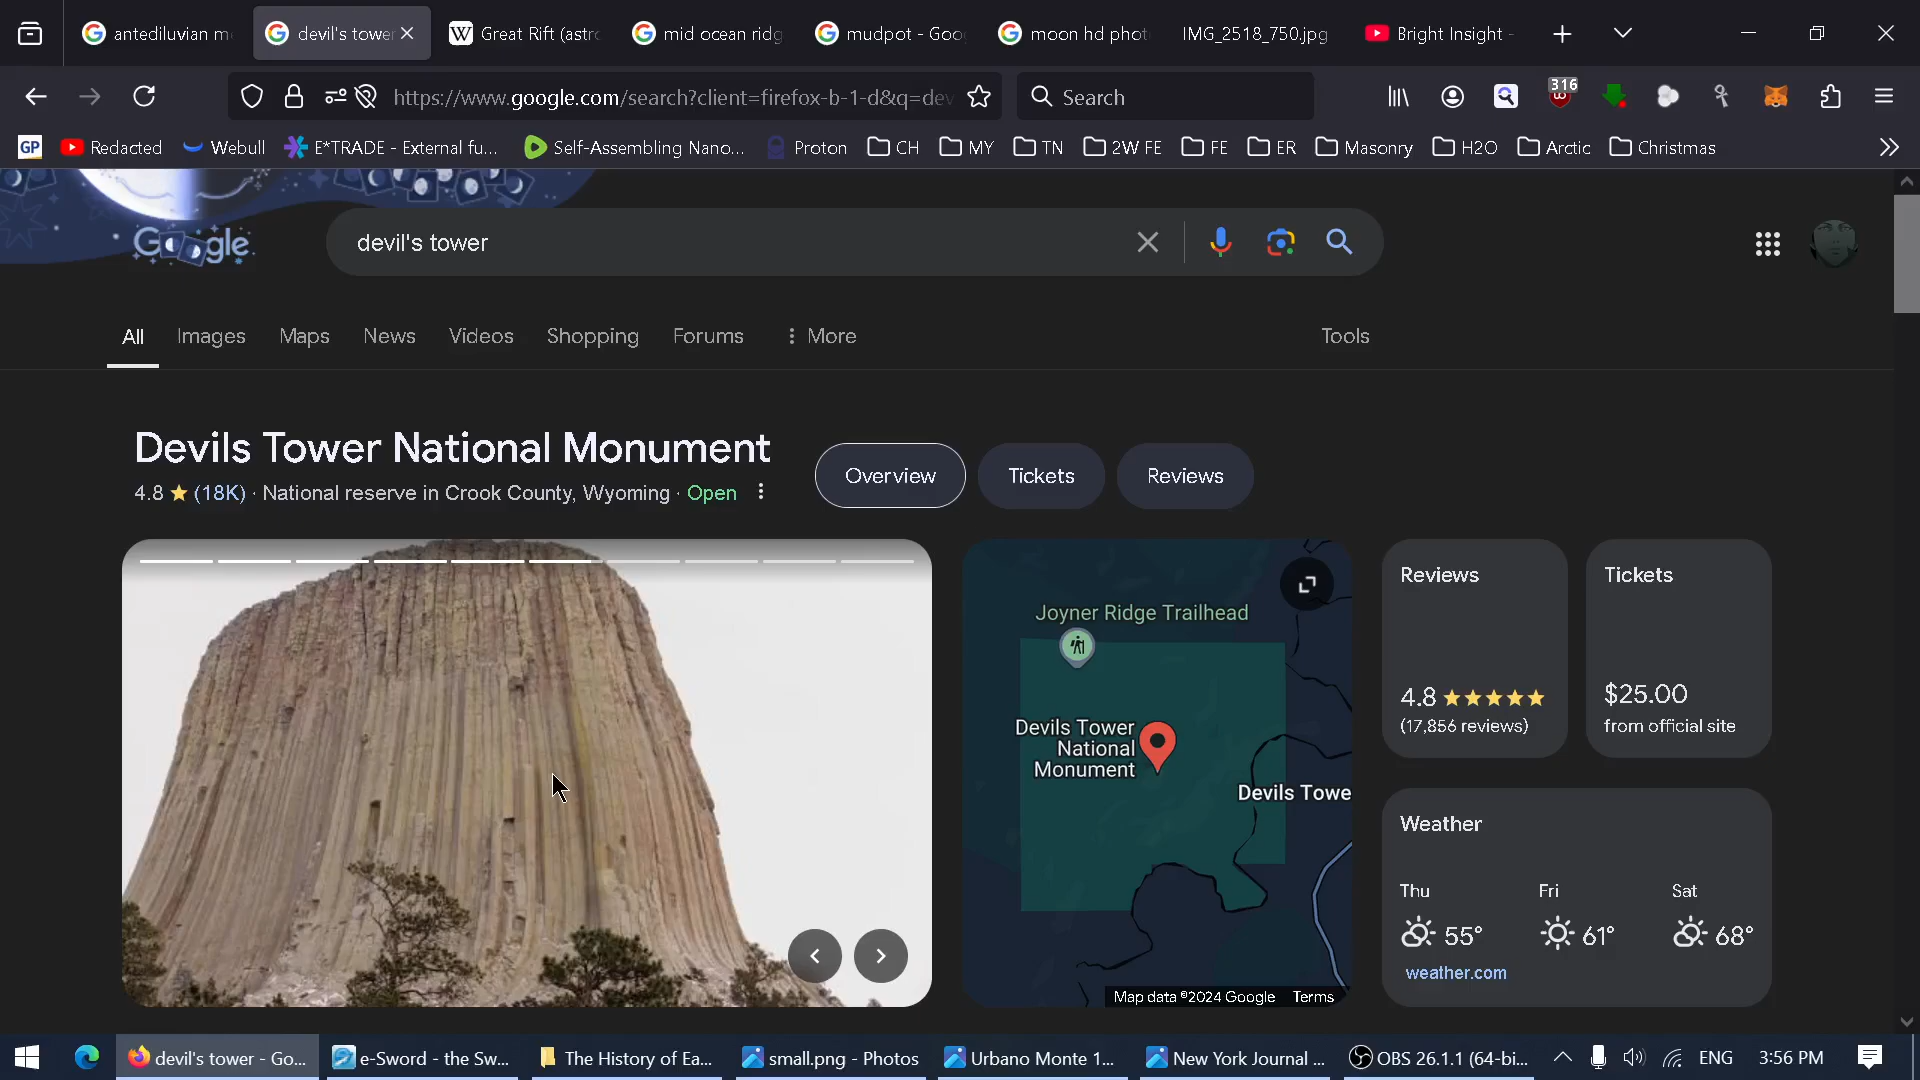 antediluvian m
devil's tower
Great Rift (astro
mid ocean ridg
mudpot - Goo
moon hd phot
IMG_2518_750.jpg
Bright Insight -
https://www.google.com/search?client=firefox-b-1-d&q=dev
Search
316
GP
Redacted
Webull
E*TRADE - External fu...
Self-Assembling Nano...
Proton
CH
MY
TN
2W FE
FE
ER
Masonry
H2O
Arctic
Christmas
Google
devil's tower
All
Images
Maps
News
Videos
Shopping
Forums
More
Tools
Devils Tower National Monument
4.8 ★ (18K) · National reserve in Crook County, Wyoming · Open
Overview
Tickets
Reviews
Joyner Ridge Trailhead
Devils Tower
National
Monument
Devils Towe
Map data ©2024 Google
Terms
Reviews
4.8 ★★★★★
(17,856 reviews)
Tickets
$25.00
from official site
Weather
Thu
Fri
Sat
55°
61°
68°
weather.com
devil's tower - Go...
e-Sword - the Sw...
The History of Ea...
small.png - Photos
Urbano Monte 1...
New York Journal ...
OBS 26.1.1 (64-bi...
ENG
3:56 PM